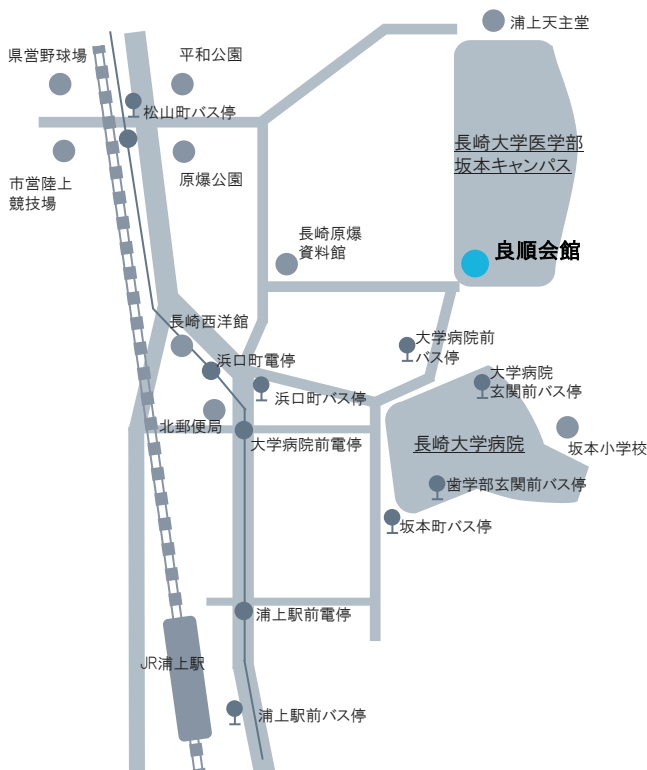 浦上天主堂
県営野球場
平和公園
松山町バス停
長崎大学医学部
坂本キャンパス
市営陸上
競技場
原爆公園
長崎原爆
資料館
良順会館
長崎西洋館
大学病院前
バス停
浜口町電停
大学病院
玄関前バス停
浜口町バス停
北郵便局
大学病院前電停
長崎大学病院
坂本小学校
歯学部玄関前バス停
坂本町バス停
浦上駅前電停
JR浦上駅
浦上駅前バス停